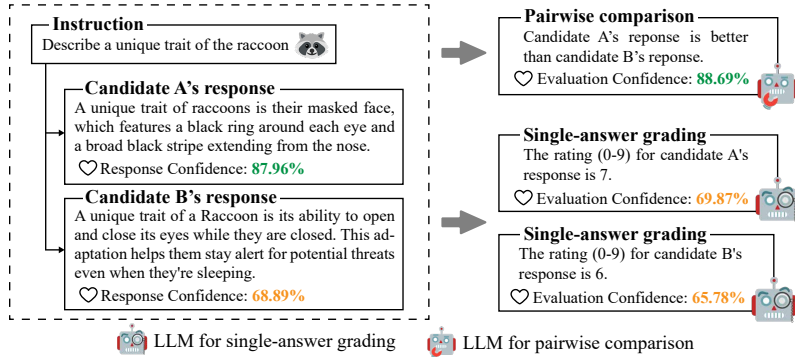 Instruction
Describe a unique trait of the raccoon
Candidate A's response
A unique trait of raccoons is their masked face,
which features a black ring around each eye and
a broad black stripe extending from the nose.
Response Confidence: 87.96%
Candidate B's response
A unique trait of a Raccoon is its ability to open
and close its eyes while they are closed. This ad-
aptation helps them stay alert for potential threats
even when they're sleeping.
Response Confidence: 68.89%
Pairwise comparison
Candidate A's reponse is better
than candidate B's reponse.
Evaluation Confidence: 88.69%
Single-answer grading
The rating (0-9) for candidate A's
response is 7.
Evaluation Confidence: 69.87%
Single-answer grading
The rating (0-9) for candidate B's
response is 6.
Evaluation Confidence: 65.78%
LLM for single-answer grading
LLM for pairwise comparison